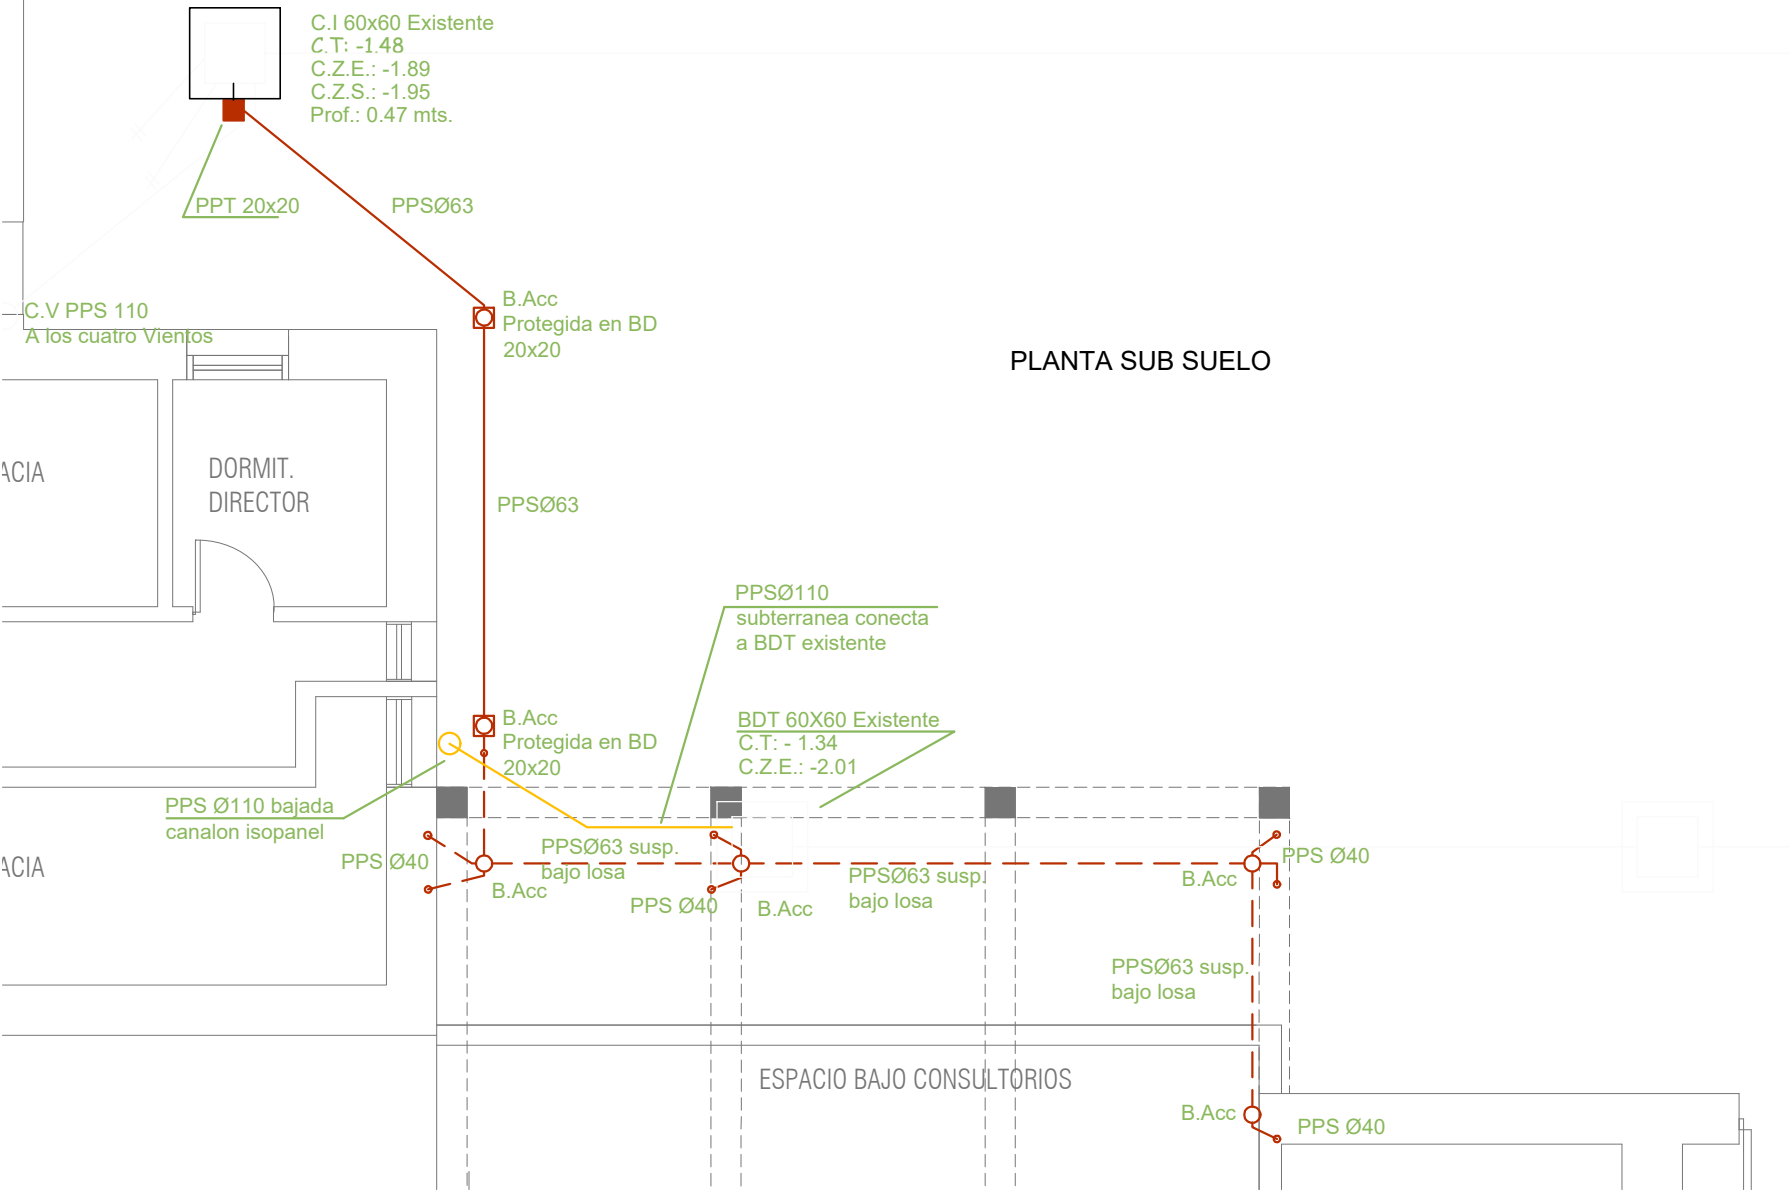 C.I 60x60 Existente
C.T: -1.48
C.Z.E.: -1.89
C.Z.S.: -1.95
Prof.: 0.47 mts.
PPT 20x20
PPSØ63
C.V PPS 110
A los cuatro Vientos
B.Acc
Protegida en BD
20x20
PLANTA SUB SUELO
ACIA
DORMIT.
DIRECTOR
PPSØ63
PPSØ110
subterranea conecta
a BDT existente
B.Acc
Protegida en BD
20x20
BDT 60X60 Existente
C.T: - 1.34
C.Z.E.: -2.01
PPS Ø110 bajada
canalon isopanel
ACIA
PPS Ø40
PPSØ63 susp.
bajo losa
B.Acc
PPS Ø40
B.Acc
PPSØ63 susp.
bajo losa
B.Acc
PPS Ø40
PPSØ63 susp.
bajo losa
ESPACIO BAJO CONSULTORIOS
B.Acc
PPS Ø40